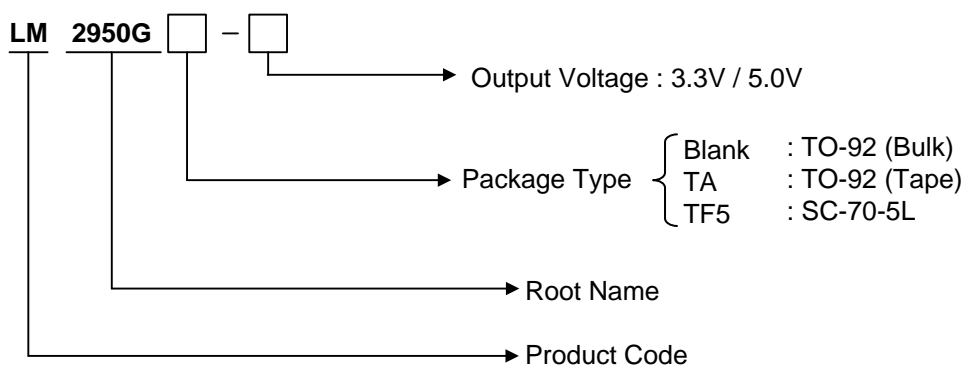 LM 2950G □ – □
Output Voltage : 3.3V / 5.0V
Package Type
Blank : TO-92 (Bulk)
TA : TO-92 (Tape)
TF5 : SC-70-5L
Root Name
Product Code